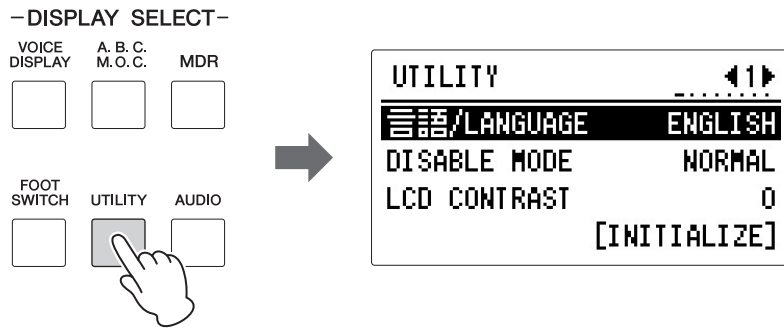 –DISPLAY SELECT–
VOICE DISPLAY
A. B. C. M. O. C.
MDR
FOOT SWITCH
UTILITY
AUDIO
UTILITY ◀1▶
言語/LANGUAGE ENGLISH
DISABLE MODE NORMAL
LCD CONTRAST 0
[INITIALIZE]